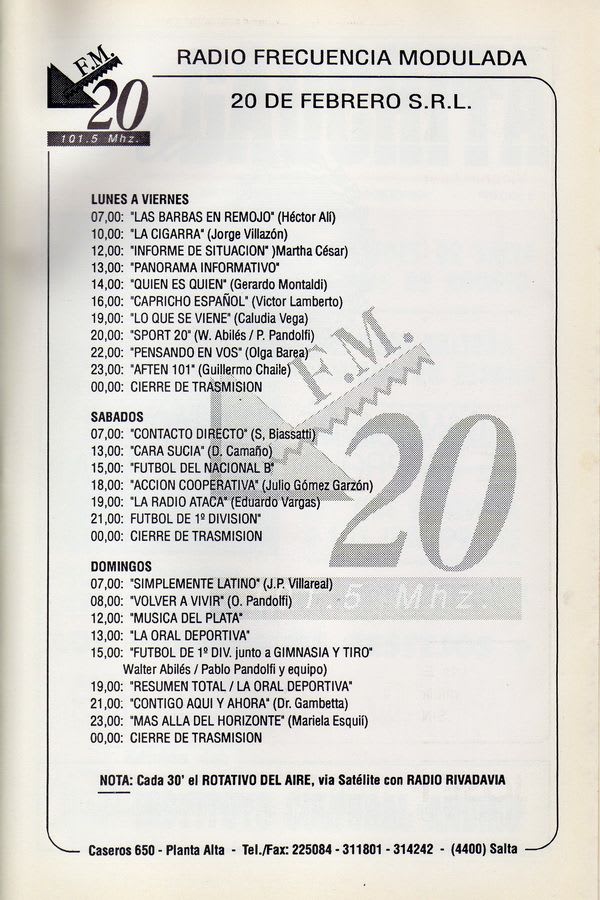 F.M.
20
101.5 Mhz.
RADIO FRECUENCIA MODULADA
20 DE FEBRERO S.R.L.
LUNES A VIERNES
07,00: "LAS BARBAS EN REMOJO" (Héctor Alí)
10,00: "LA CIGARRA" (Jorge Villazón)
12,00: "INFORME DE SITUACION" )Martha César)
13,00: "PANORAMA INFORMATIVO"
14,00: "QUIEN ES QUIEN" (Gerardo Montaldi)
16,00: "CAPRICHO ESPAÑOL" (Victor Lamberto)
19,00: "LO QUE SE VIENE" (Caludia Vega)
20,00: "SPORT 20" (W. Abilés / P. Pandolfi)
22,00: "PENSANDO EN VOS" (Olga Barea)
23,00: "AFTEN 101" (Guillermo Chaile)
00,00: CIERRE DE TRASMISION
SABADOS
07,00: "CONTACTO DIRECTO" (S, Biassatti)
13,00: "CARA SUCIA" (D. Camaño)
15,00: "FUTBOL DEL NACIONAL B"
18,00: "ACCION COOPERATIVA" (Julio Gómez Garzón)
19,00: "LA RADIO ATACA" (Eduardo Vargas)
21,00: FUTBOL DE 1º DIVISION"
00,00: CIERRE DE TRASMISION
DOMINGOS
07,00: "SIMPLEMENTE LATINO" (J.P. Villareal)
08,00: "VOLVER A VIVIR" (O. Pandolfi)
12,00: "MUSICA DEL PLATA"
13,00: "LA ORAL DEPORTIVA"
15,00: "FUTBOL DE 1º DIV. junto a GIMNASIA Y TIRO"
Walter Abilés / Pablo Pandolfi y equipo)
19,00: "RESUMEN TOTAL / LA ORAL DEPORTIVA"
21,00: "CONTIGO AQUI Y AHORA" (Dr. Gambetta)
23,00: "MAS ALLA DEL HORIZONTE" (Mariela Esquií)
00,00: CIERRE DE TRASMISION
F.M.
20
1.5 Mhz.
NOTA: Cada 30' el ROTATIVO DEL AIRE, via Satélite con RADIO RIVADAVIA
Caseros 650 - Planta Alta - Tel./Fax: 225084 - 311801 - 314242 - (4400) Salta